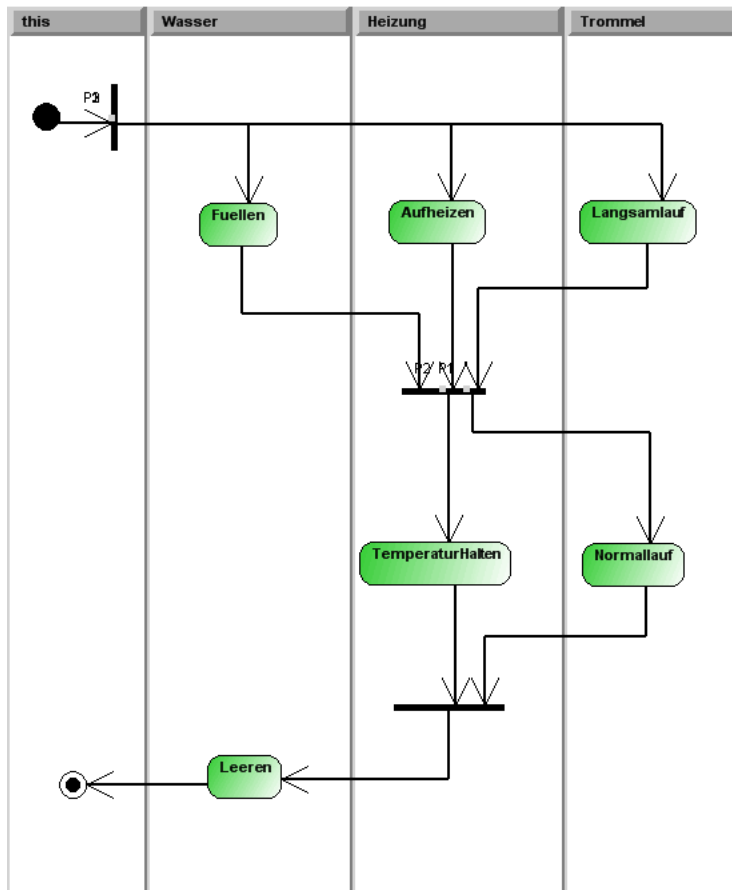 this
Wasser
Heizung
Trommel
Fuellen
Aufheizen
Langsamlauf
P2
P1
TemperaturHalten
Normallauf
Leeren